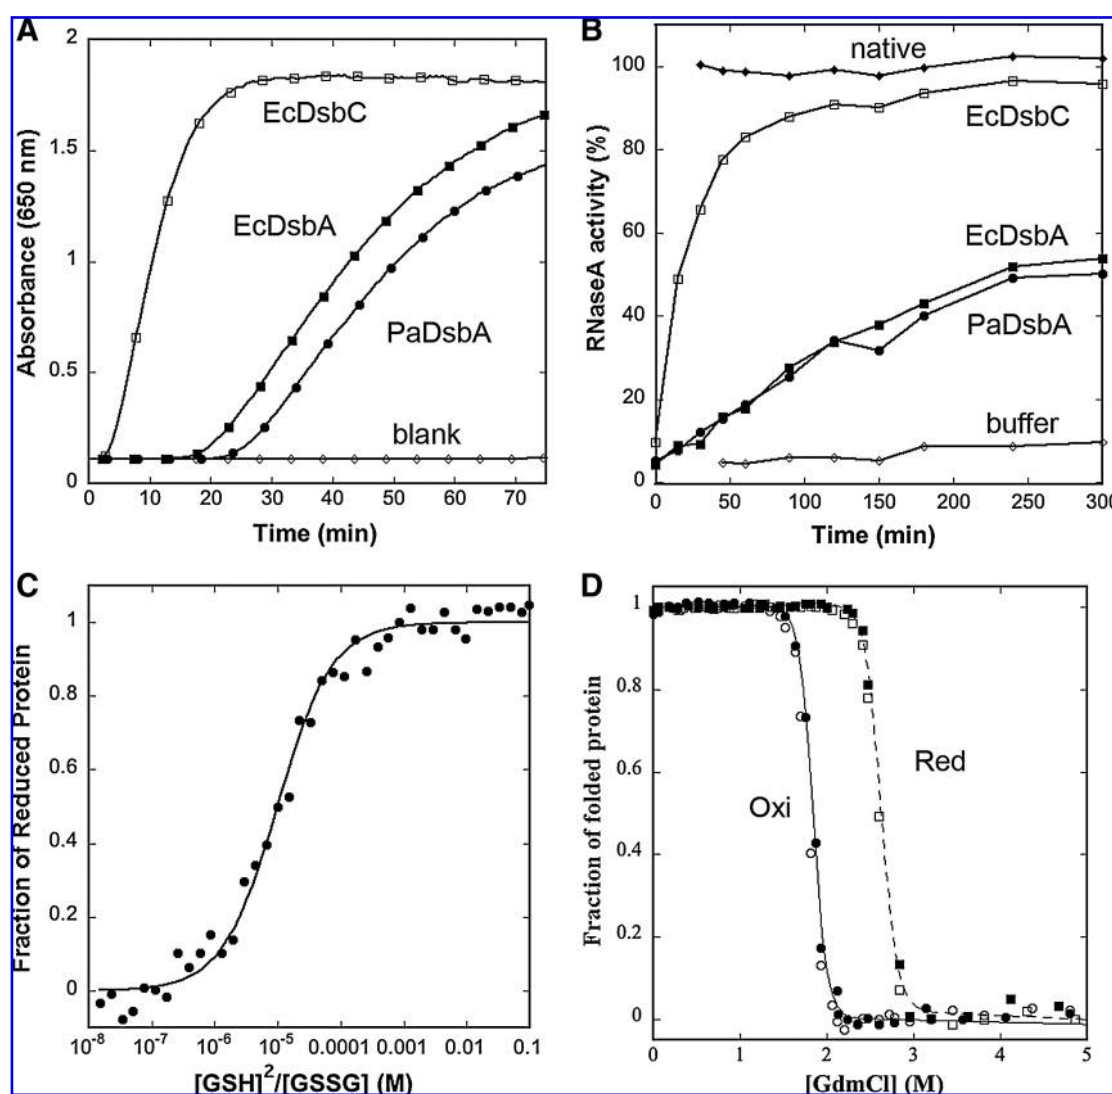 A
Absorbance (650 nm)
2
1.5
1
0.5
0
EcDsbC
EcDsbA
PaDsbA
blank
0 10 20 30 40 50 60 70
Time (min)
B
RNaseA activity (%)
100
80
60
40
20
0
native
EcDsbC
EcDsbA
PaDsbA
buffer
0 50 100 150 200 250 300
Time (min)
C
Fraction of Reduced Protein
1
0.8
0.6
0.4
0.2
0
10⁻⁸ 10⁻⁷ 10⁻⁶ 10⁻⁵ 0.0001 0.001 0.01 0.1
[GSH]²/[GSSG] (M)
D
Fraction of folded protein
1
0.8
0.6
0.4
0.2
0
Oxi
Red
0 1 2 3 4 5
[GdmCl] (M)